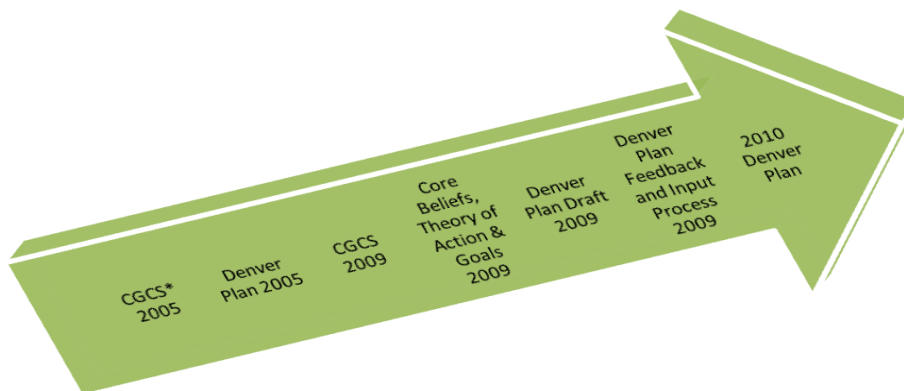 CGCS*
2005
Denver
Plan 2005
CGCS
2009
Core
Beliefs,
Theory of
Action &
Goals
2009
Denver
Plan Draft
2009
Denver
Plan
Feedback
and Input
Process
2009
2010
Denver
Plan